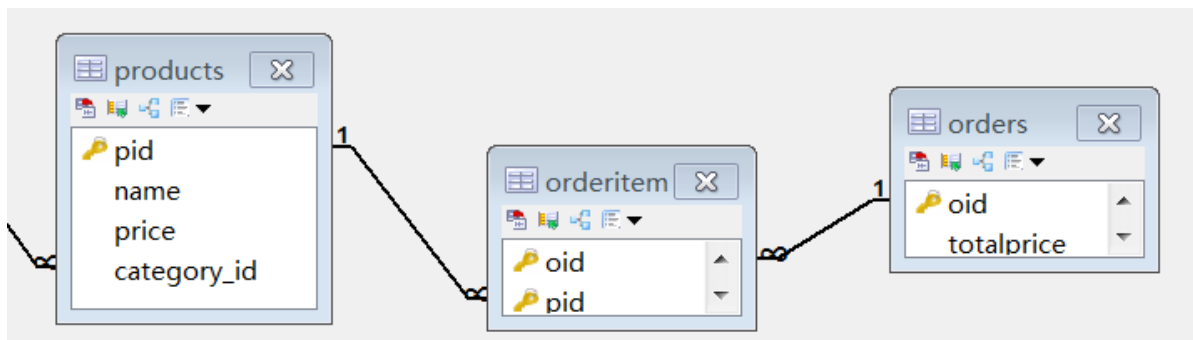 products
pid
name
price
category_id
1
orderitem
oid
pid
1
orders
oid
totalprice